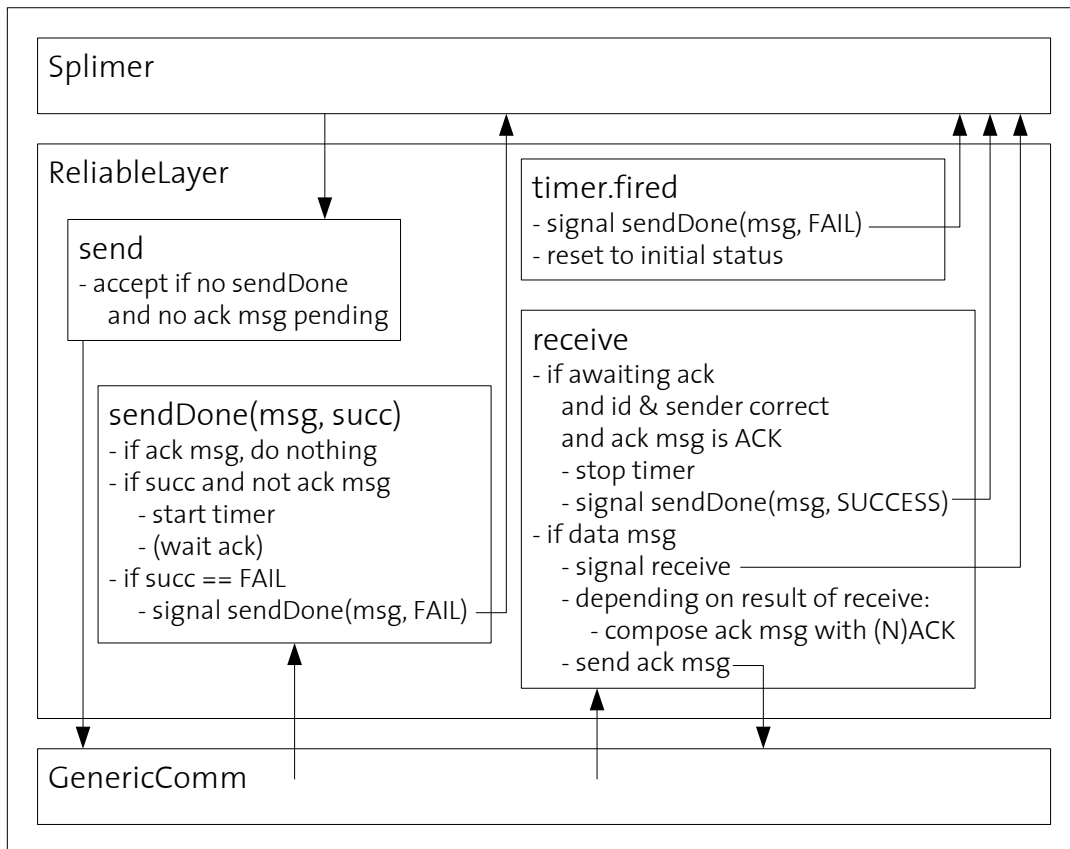 Splimer
ReliableLayer
send
- accept if no sendDone
and no ack msg pending
sendDone(msg, succ)
- if ack msg, do nothing
- if succ and not ack msg
- start timer
- (wait ack)
- if succ == FAIL
- signal sendDone(msg, FAIL)
timer.fired
- signal sendDone(msg, FAIL)
- reset to initial status
receive
- if awaiting ack
and id & sender correct
and ack msg is ACK
- stop timer
- signal sendDone(msg, SUCCESS)
- if data msg
- signal receive
- depending on result of receive:
- compose ack msg with (N)ACK
- send ack msg
GenericComm